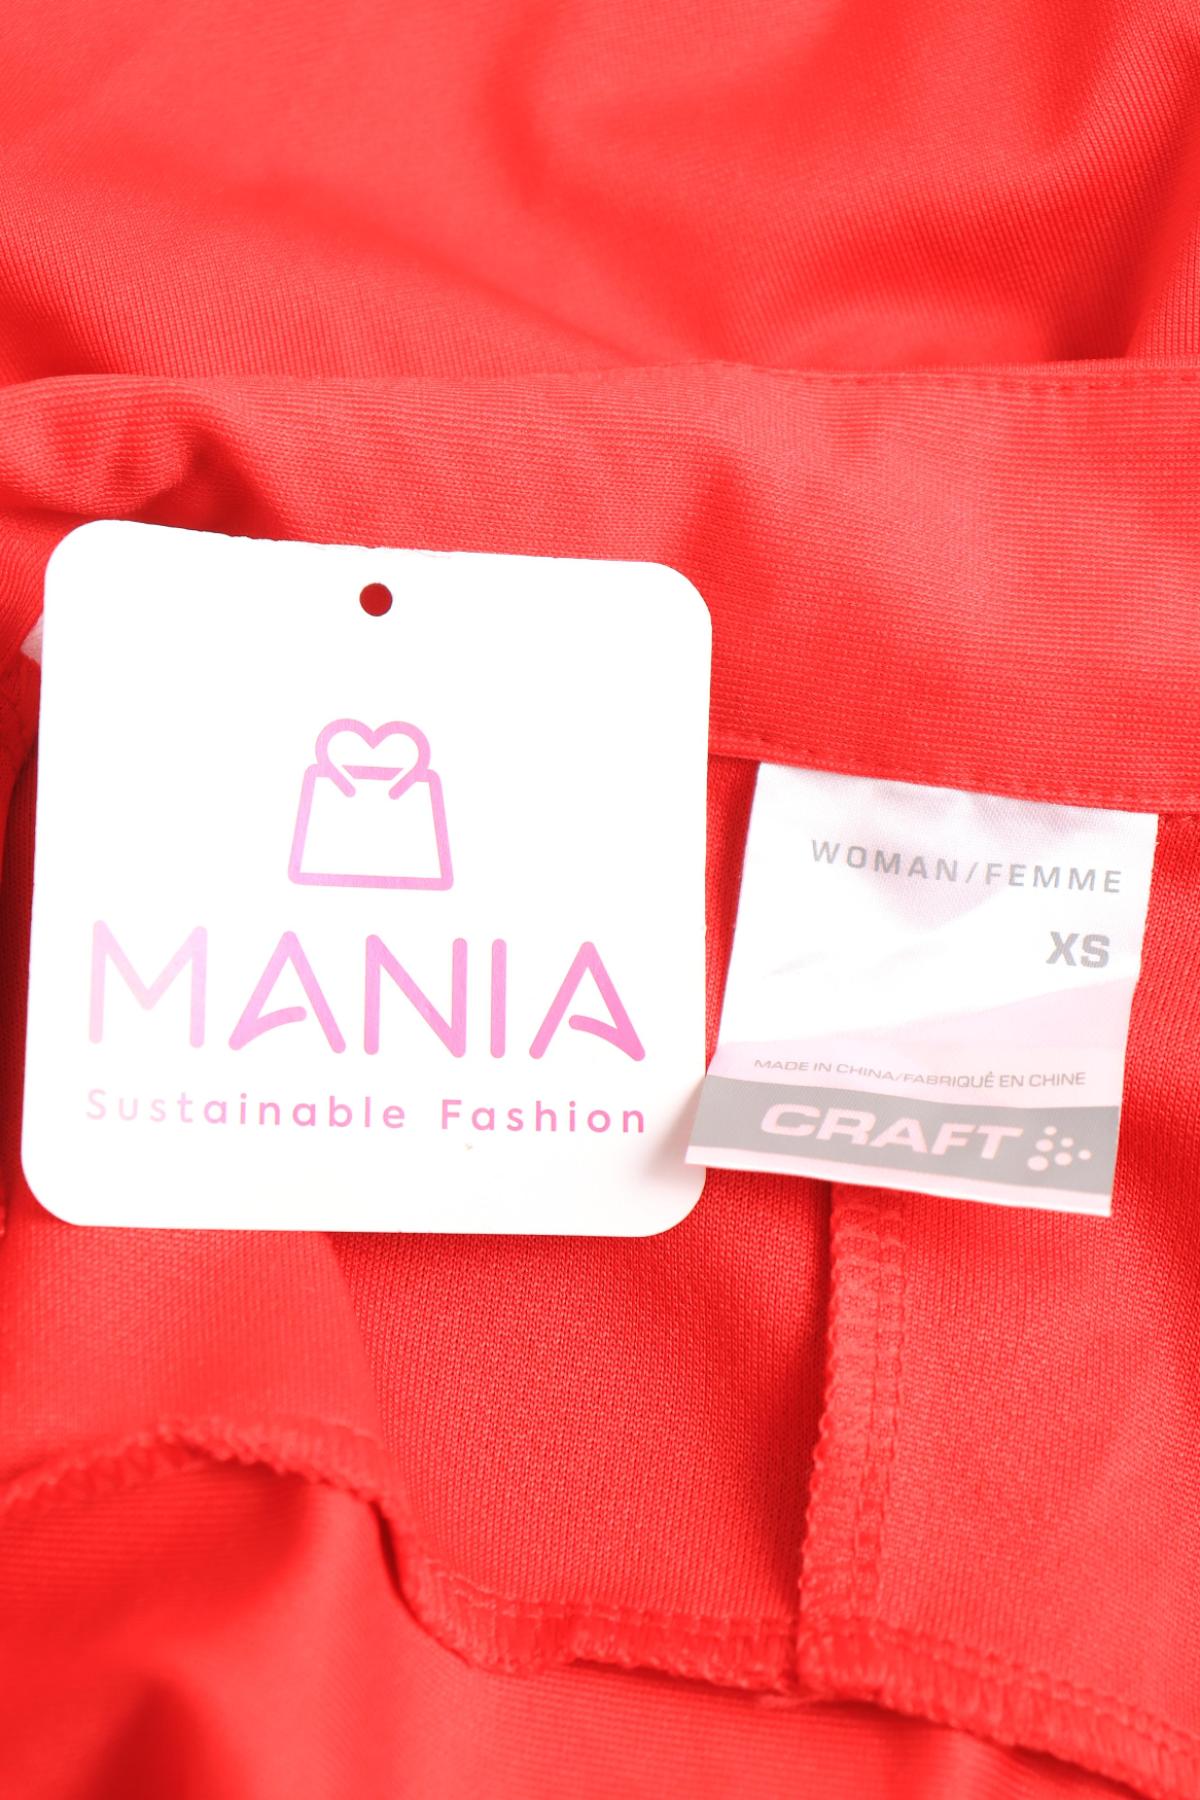 MANIA
Sustainable Fashion
WOMAN/FEMME
XS
MADE IN CHINA/FABRIQUÉ EN CHINE
CRAFT